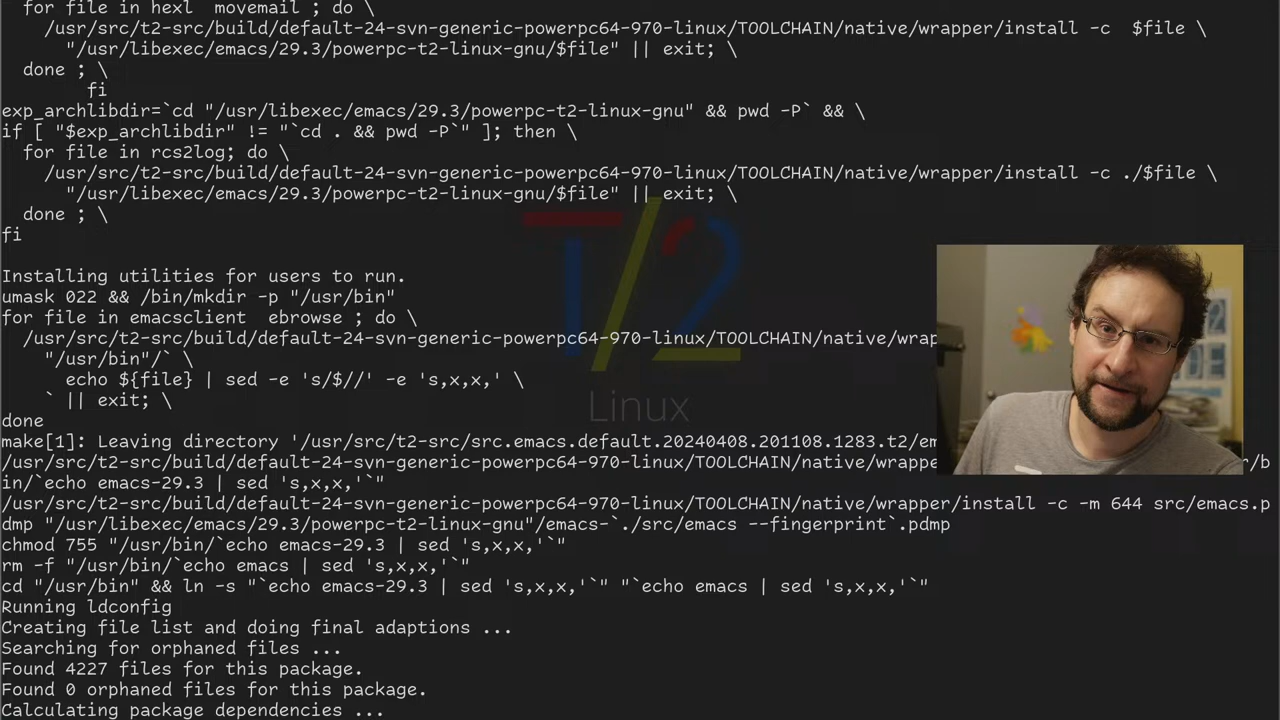 for file in hexl  movemail ; do \
    /usr/src/t2-src/build/default-24-svn-generic-powerpc64-970-linux/TOOLCHAIN/native/wrapper/install -c  $file \
      "/usr/libexec/emacs/29.3/powerpc-t2-linux-gnu/$file" || exit; \
  done ; \
        fi
exp_archlibdir=`cd "/usr/libexec/emacs/29.3/powerpc-t2-linux-gnu" && pwd -P` && \
if [ "$exp_archlibdir" != "`cd . && pwd -P`" ]; then \
  for file in rcs2log; do \
    /usr/src/t2-src/build/default-24-svn-generic-powerpc64-970-linux/TOOLCHAIN/native/wrapper/install -c ./$file \
      "/usr/libexec/emacs/29.3/powerpc-t2-linux-gnu/$file" || exit; \
  done ; \
fi
T/2
Linux
Installing utilities for users to run.
umask 022 && /bin/mkdir -p "/usr/bin"
for file in emacsclient  ebrowse ; do \
  /usr/src/t2-src/build/default-24-svn-generic-powerpc64-970-linux/TOOLCHAIN/native/wrap
    "/usr/bin"/` \
      echo ${file} | sed -e 's/$//' -e 's,x,x,' \
    ` || exit; \
done
make[1]: Leaving directory '/usr/src/t2-src/src.emacs.default.20240408.201108.1283.t2/em
/usr/src/t2-src/build/default-24-svn-generic-powerpc64-970-linux/TOOLCHAIN/native/wrappe r/b
in/`echo emacs-29.3 | sed 's,x,x,'`"
/usr/src/t2-src/build/default-24-svn-generic-powerpc64-970-linux/TOOLCHAIN/native/wrapper/install -c -m 644 src/emacs.p
dmp "/usr/libexec/emacs/29.3/powerpc-t2-linux-gnu"/emacs-`./src/emacs --fingerprint`.pdmp
chmod 755 "/usr/bin/`echo emacs-29.3 | sed 's,x,x,'`"
rm -f "/usr/bin/`echo emacs | sed 's,x,x,'`"
cd "/usr/bin" && ln -s "`echo emacs-29.3 | sed 's,x,x,'`" "`echo emacs | sed 's,x,x,'`"
Running ldconfig
Creating file list and doing final adaptions ...
Searching for orphaned files ...
Found 4227 files for this package.
Found 0 orphaned files for this package.
Calculating package dependencies ...